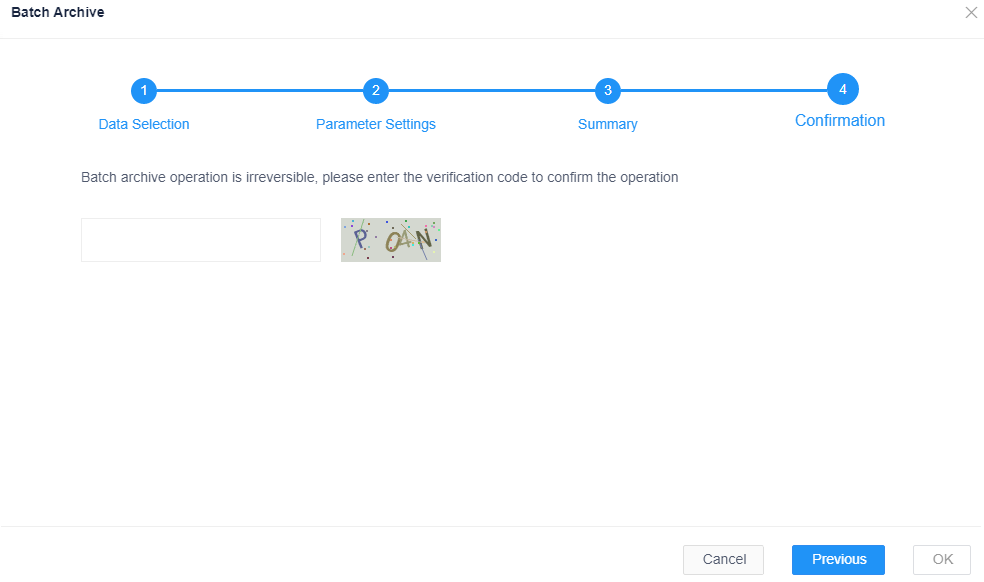 Batch Archive
1 2 3 4
Data Selection Parameter Settings Summary Confirmation
Batch archive operation is irreversible, please enter the verification code to confirm the operation
P OAN
Cancel Previous OK